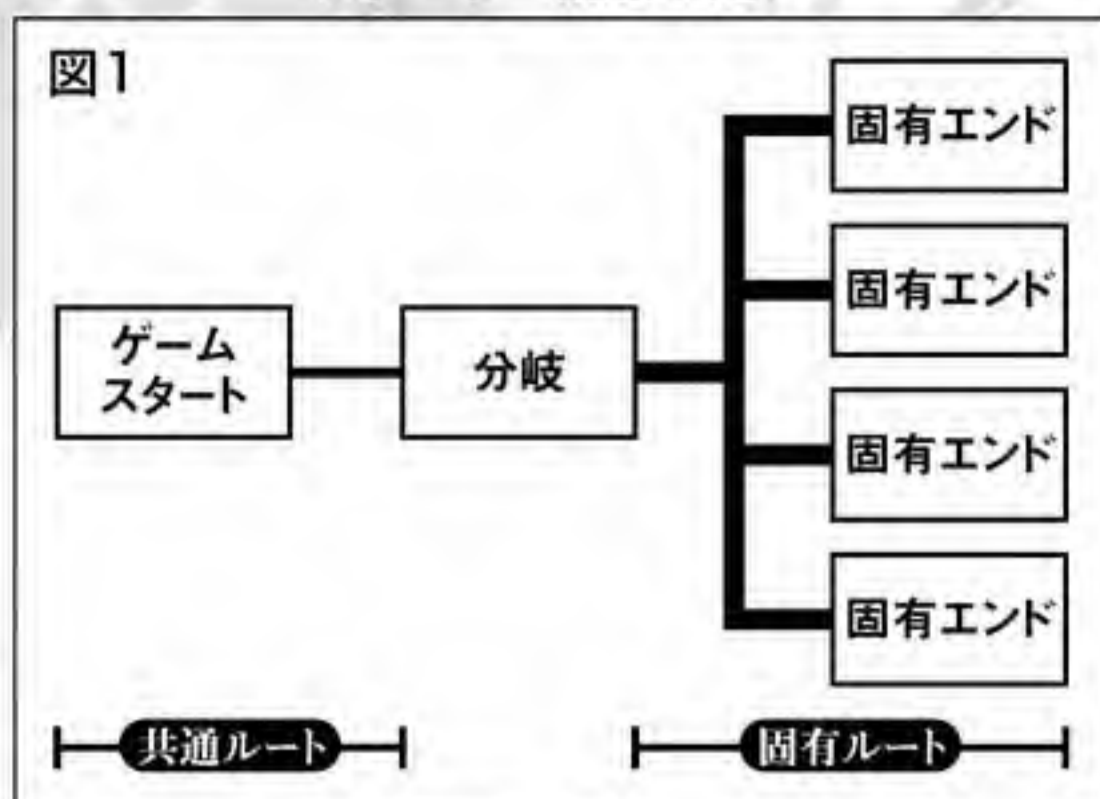 図1
固有エンド
固有エンド
ゲーム
スタート
分岐
固有エンド
固有エンド
共通ルート
固有ルート